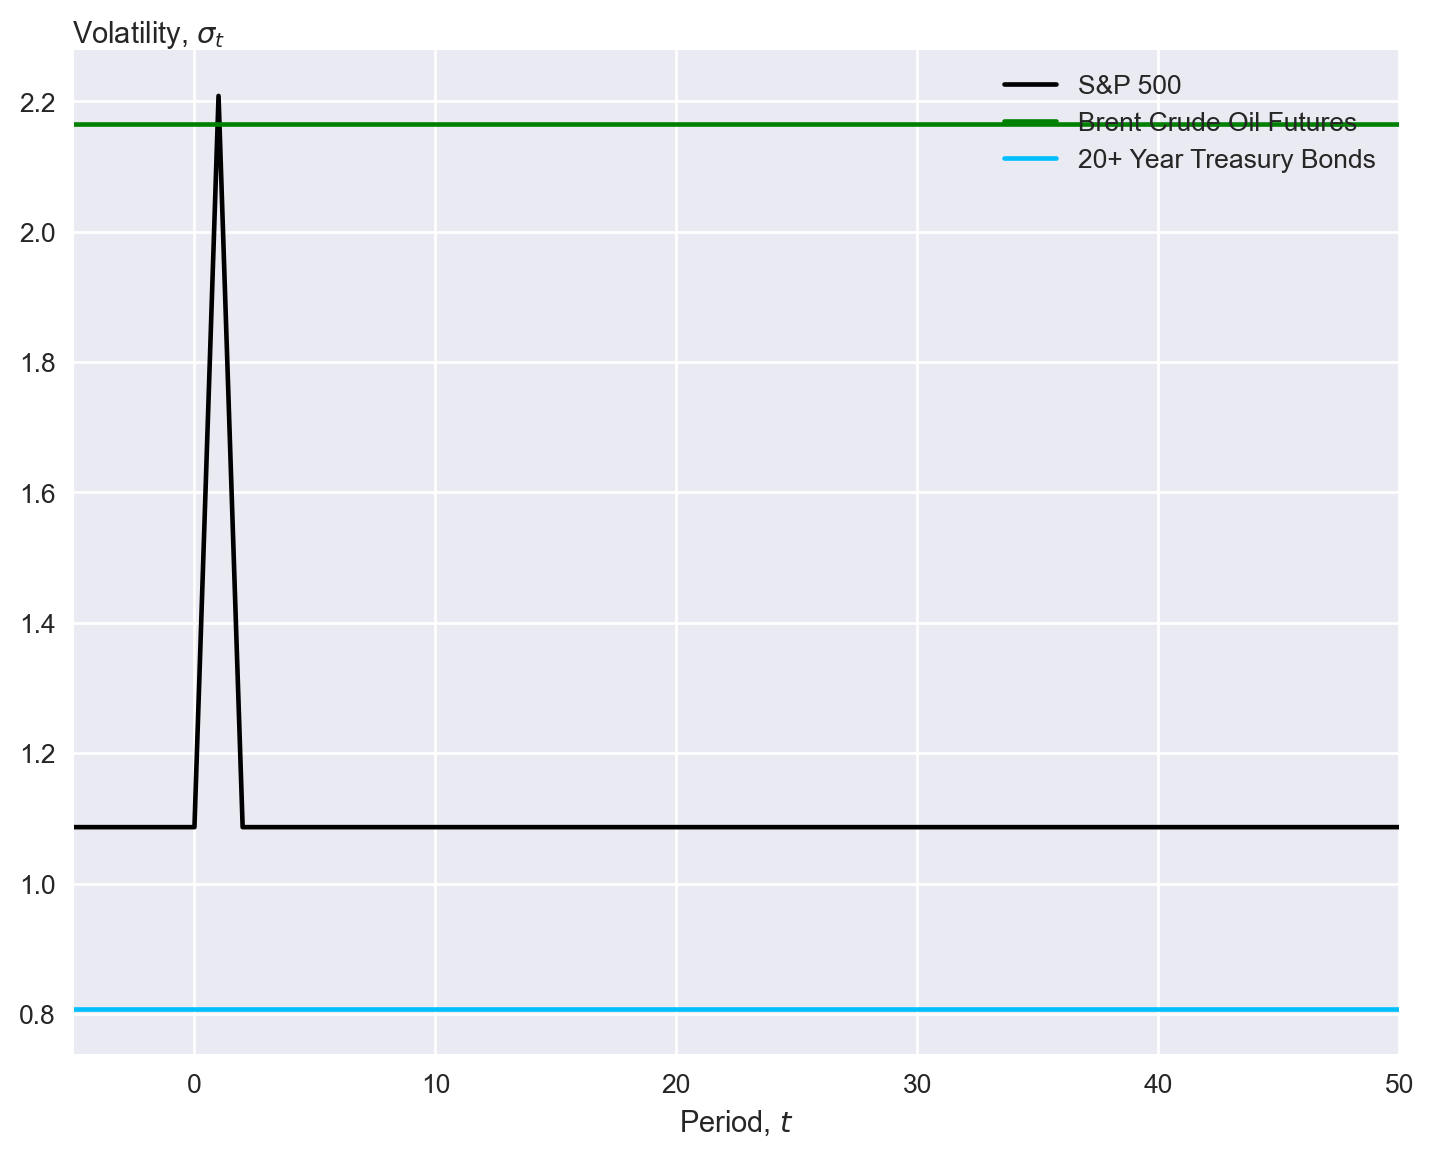 Volatility, σt
S&P 500
Brent Crude Oil Futures
20+ Year Treasury Bonds
2.2
2.0
1.8
1.6
1.4
1.2
1.0
0.8
0 10 20 30 40 50
Period, t